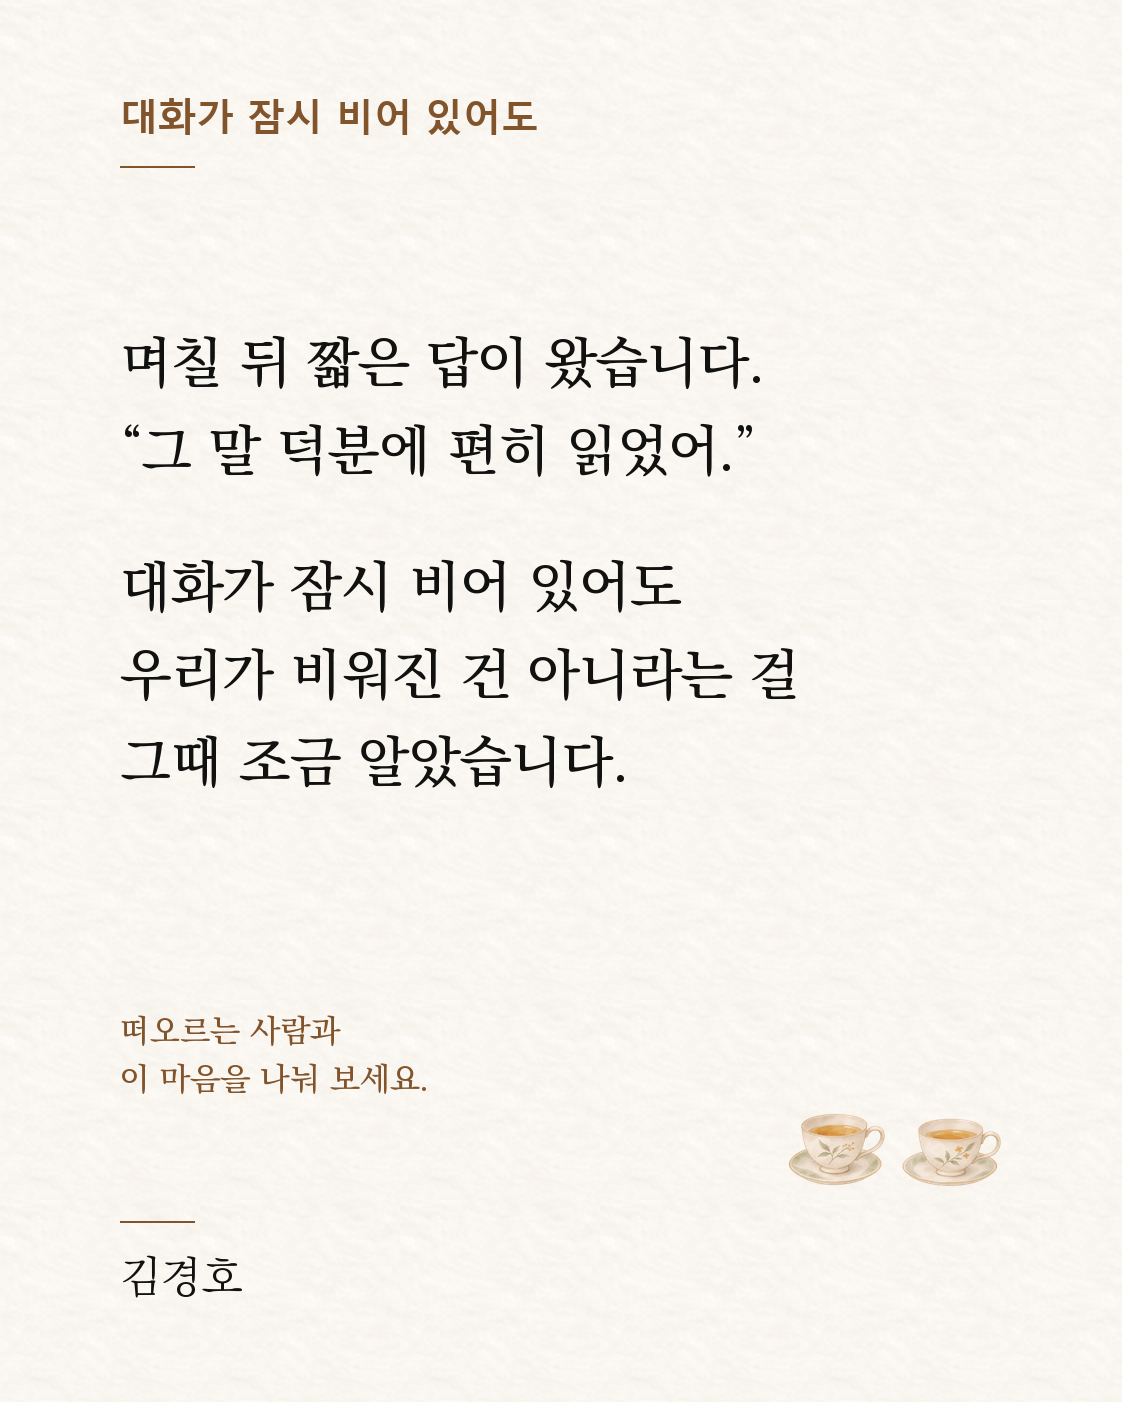 대화가 잠시 비어 있어도
며칠 뒤 짧은 답이 왔습니다.
“그 말 덕분에 편히 읽었어.”
대화가 잠시 비어 있어도
우리가 비워진 건 아니라는 걸
그때 조금 알았습니다.
떠오르는 사람과
이 마음을 나눠 보세요.
김경호